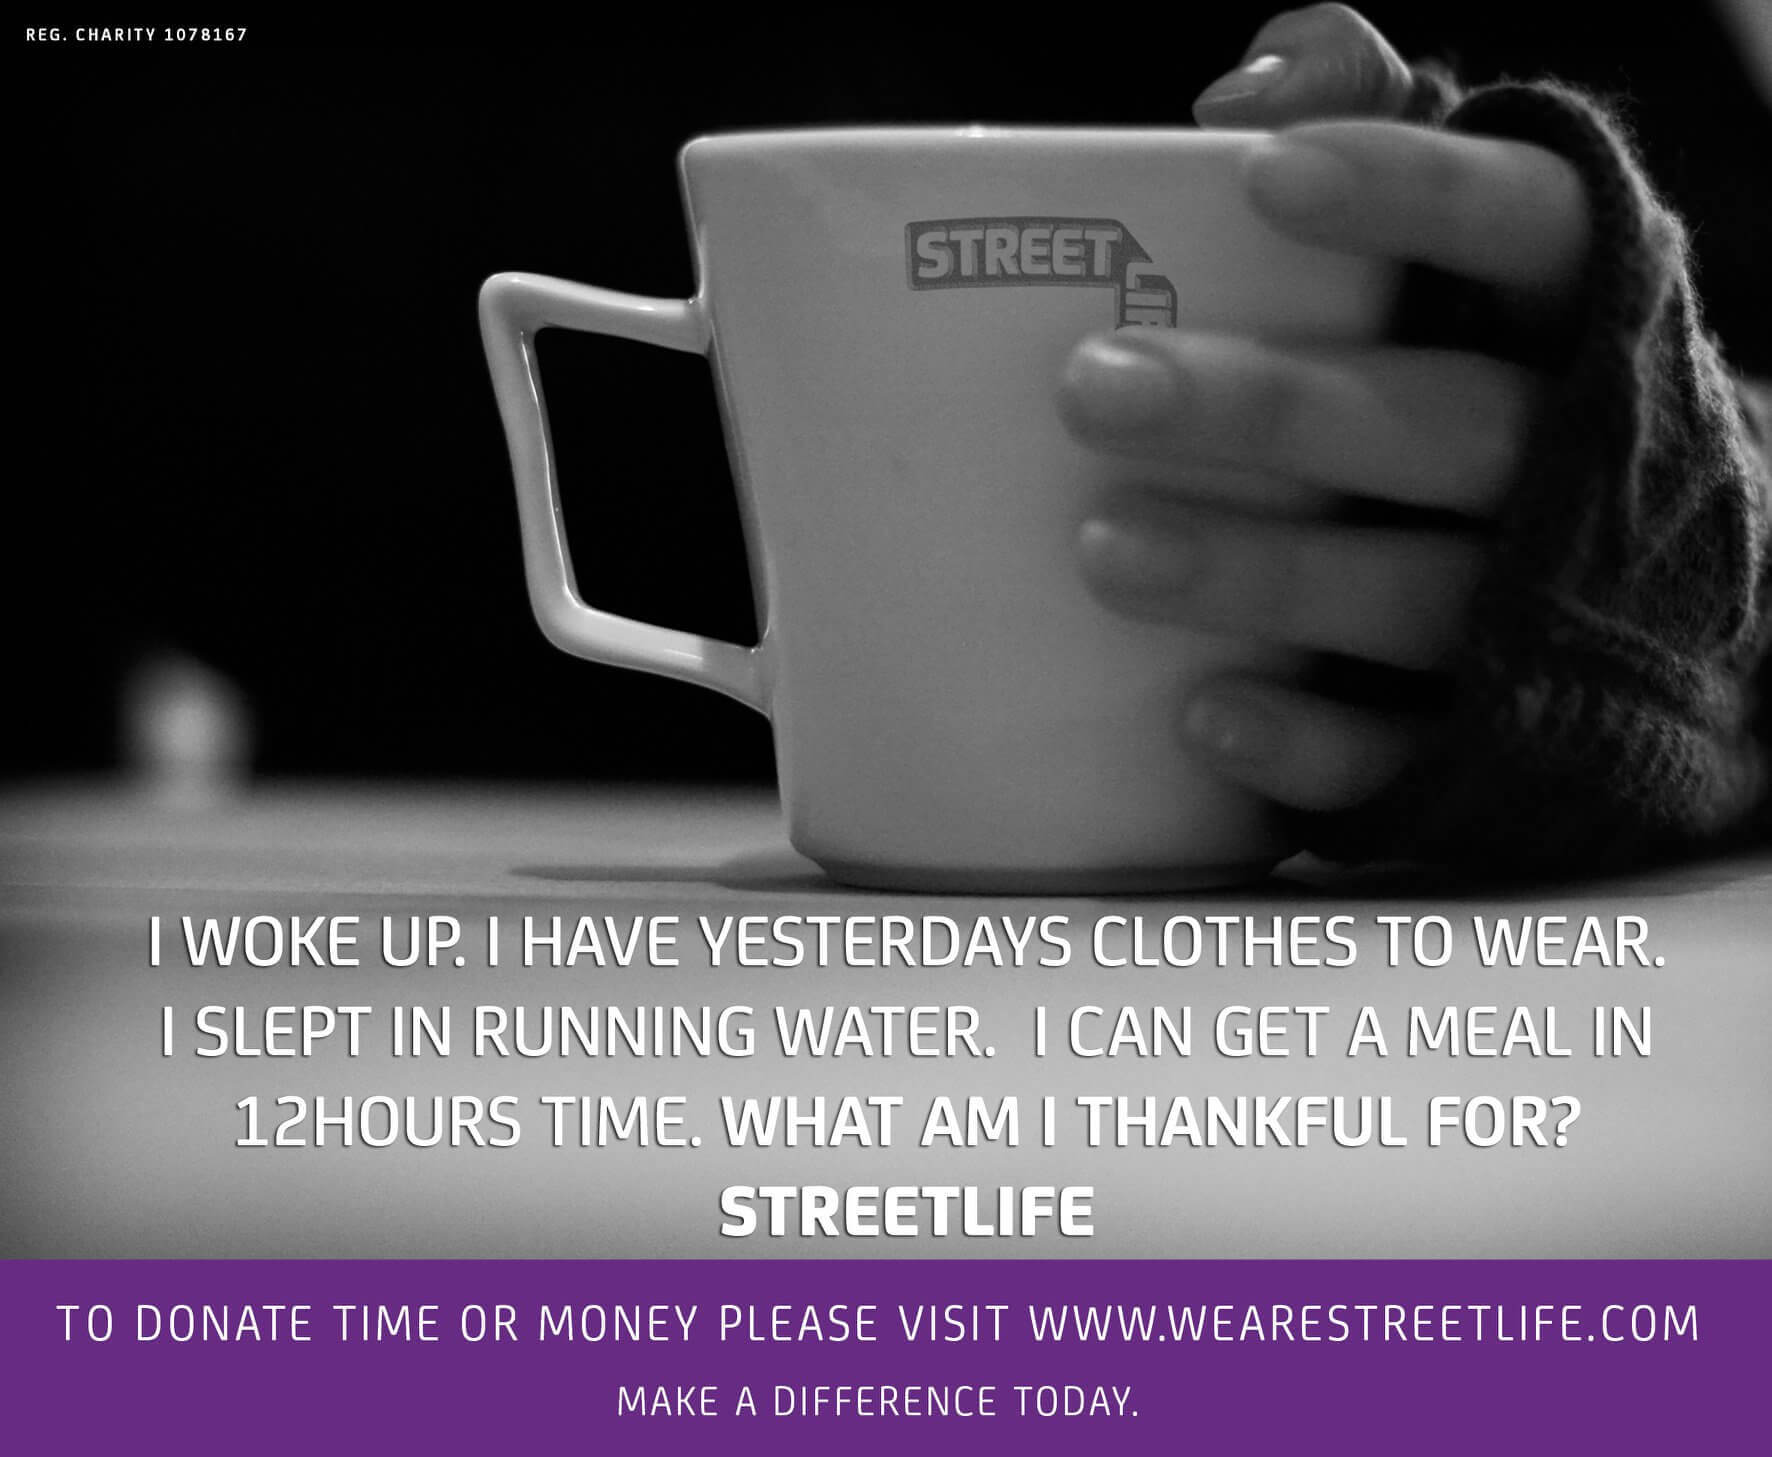 REG. CHARITY 1078167
STREET
I WOKE UP. I HAVE YESTERDAYS CLOTHES TO WEAR.
I SLEPT IN RUNNING WATER. I CAN GET A MEAL IN
12HOURS TIME. WHAT AM I THANKFUL FOR?
STREETLIFE
TO DONATE TIME OR MONEY PLEASE VISIT WWW.WEARESTREETLIFE.COM
MAKE A DIFFERENCE TODAY.